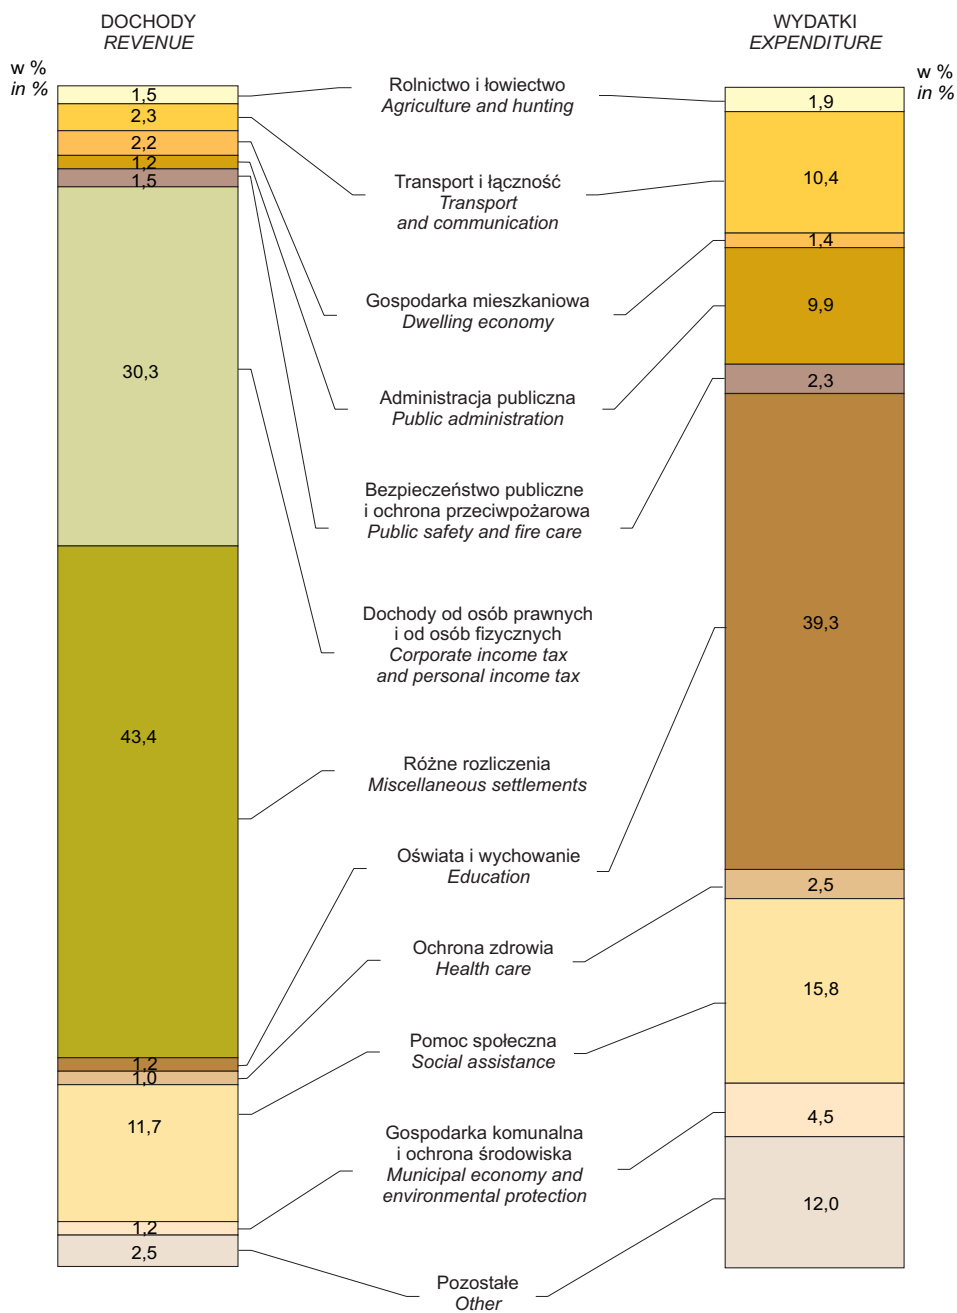 DOCHODY
REVENUE
w %
in %
1,5
2,3
2,2
1,2
1,5
30,3
43,4
1,2
1,0
11,7
1,2
2,5
Rolnictwo i łowiectwo
Agriculture and hunting
Transport i łączność
Transport
and communication
Gospodarka mieszkaniowa
Dwelling economy
Administracja publiczna
Public administration
Bezpieczeństwo publiczne
i ochrona przeciwpożarowa
Public safety and fire care
Dochody od osób prawnych
i od osób fizycznych
Corporate income tax
and personal income tax
Różne rozliczenia
Miscellaneous settlements
Oświata i wychowanie
Education
Ochrona zdrowia
Health care
Pomoc społeczna
Social assistance
Gospodarka komunalna
i ochrona środowiska
Municipal economy and
environmental protection
Pozostałe
Other
WYDATKI
EXPENDITURE
w %
in %
1,9
10,4
1,4
9,9
2,3
39,3
2,5
15,8
4,5
12,0